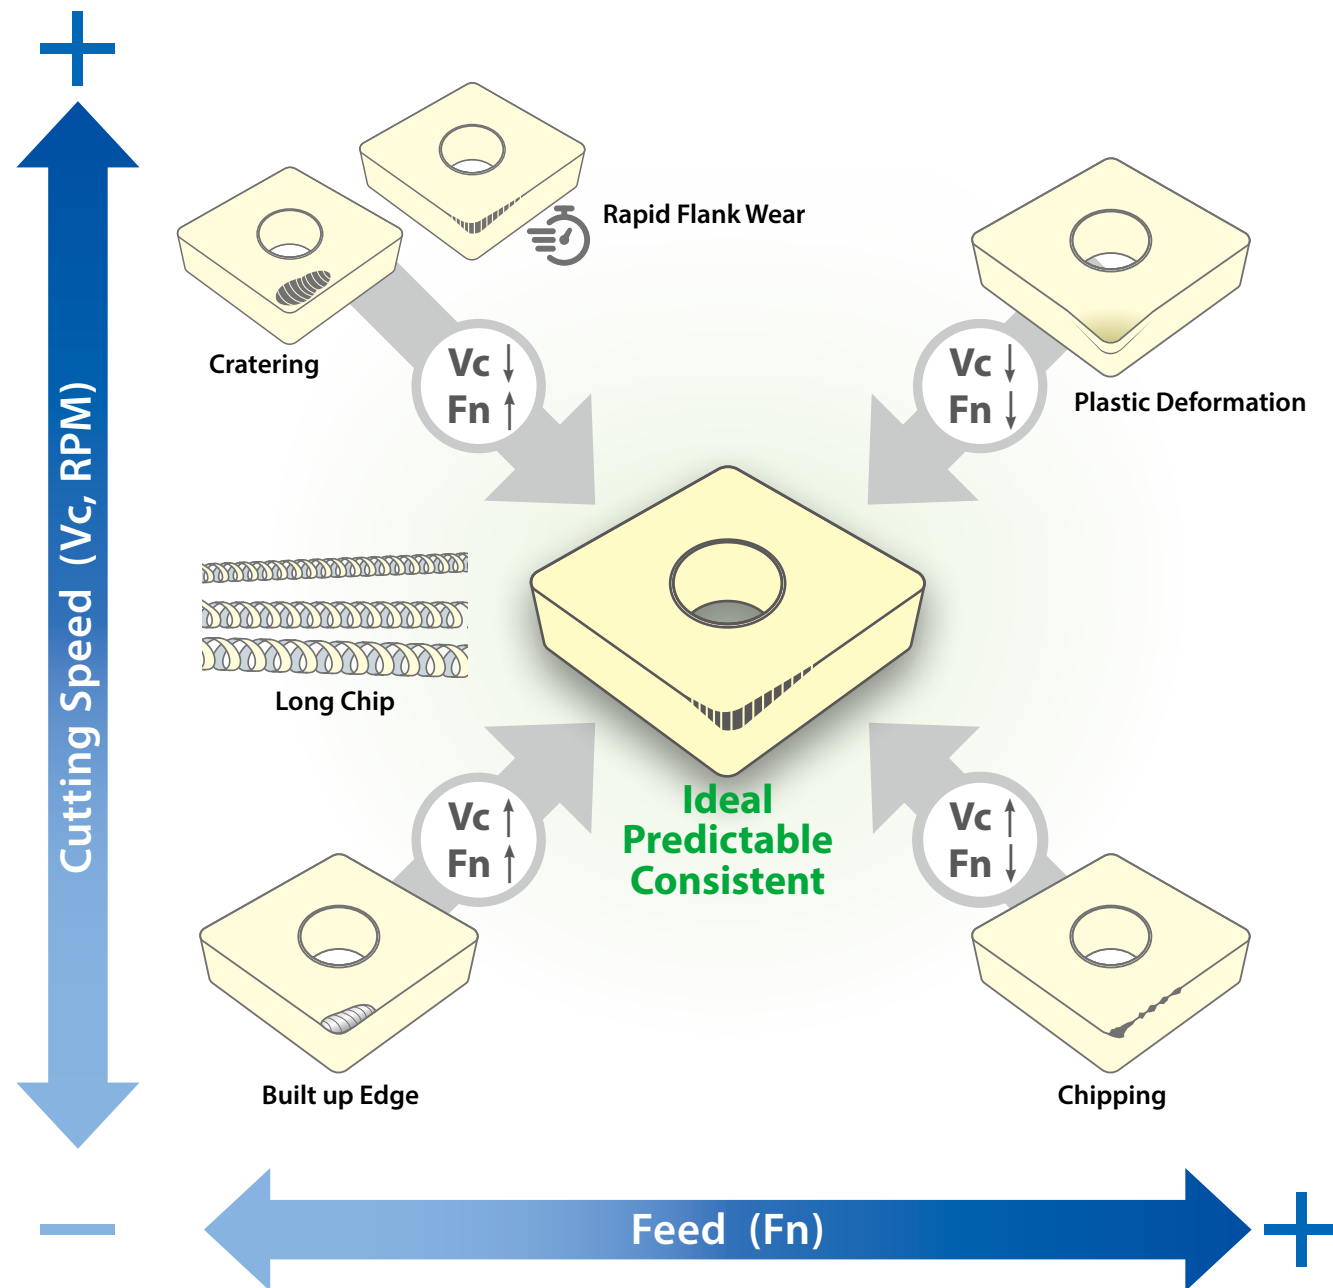 Rapid Flank Wear
Cratering
Vc ↓
Fn ↑
Vc ↓
Fn ↓
Plastic Deformation
Cutting Speed (Vc, RPM)
Long Chip
Ideal
Predictable
Consistent
Vc ↑
Fn ↑
Vc ↑
Fn ↓
Built up Edge
Chipping
Feed (Fn)